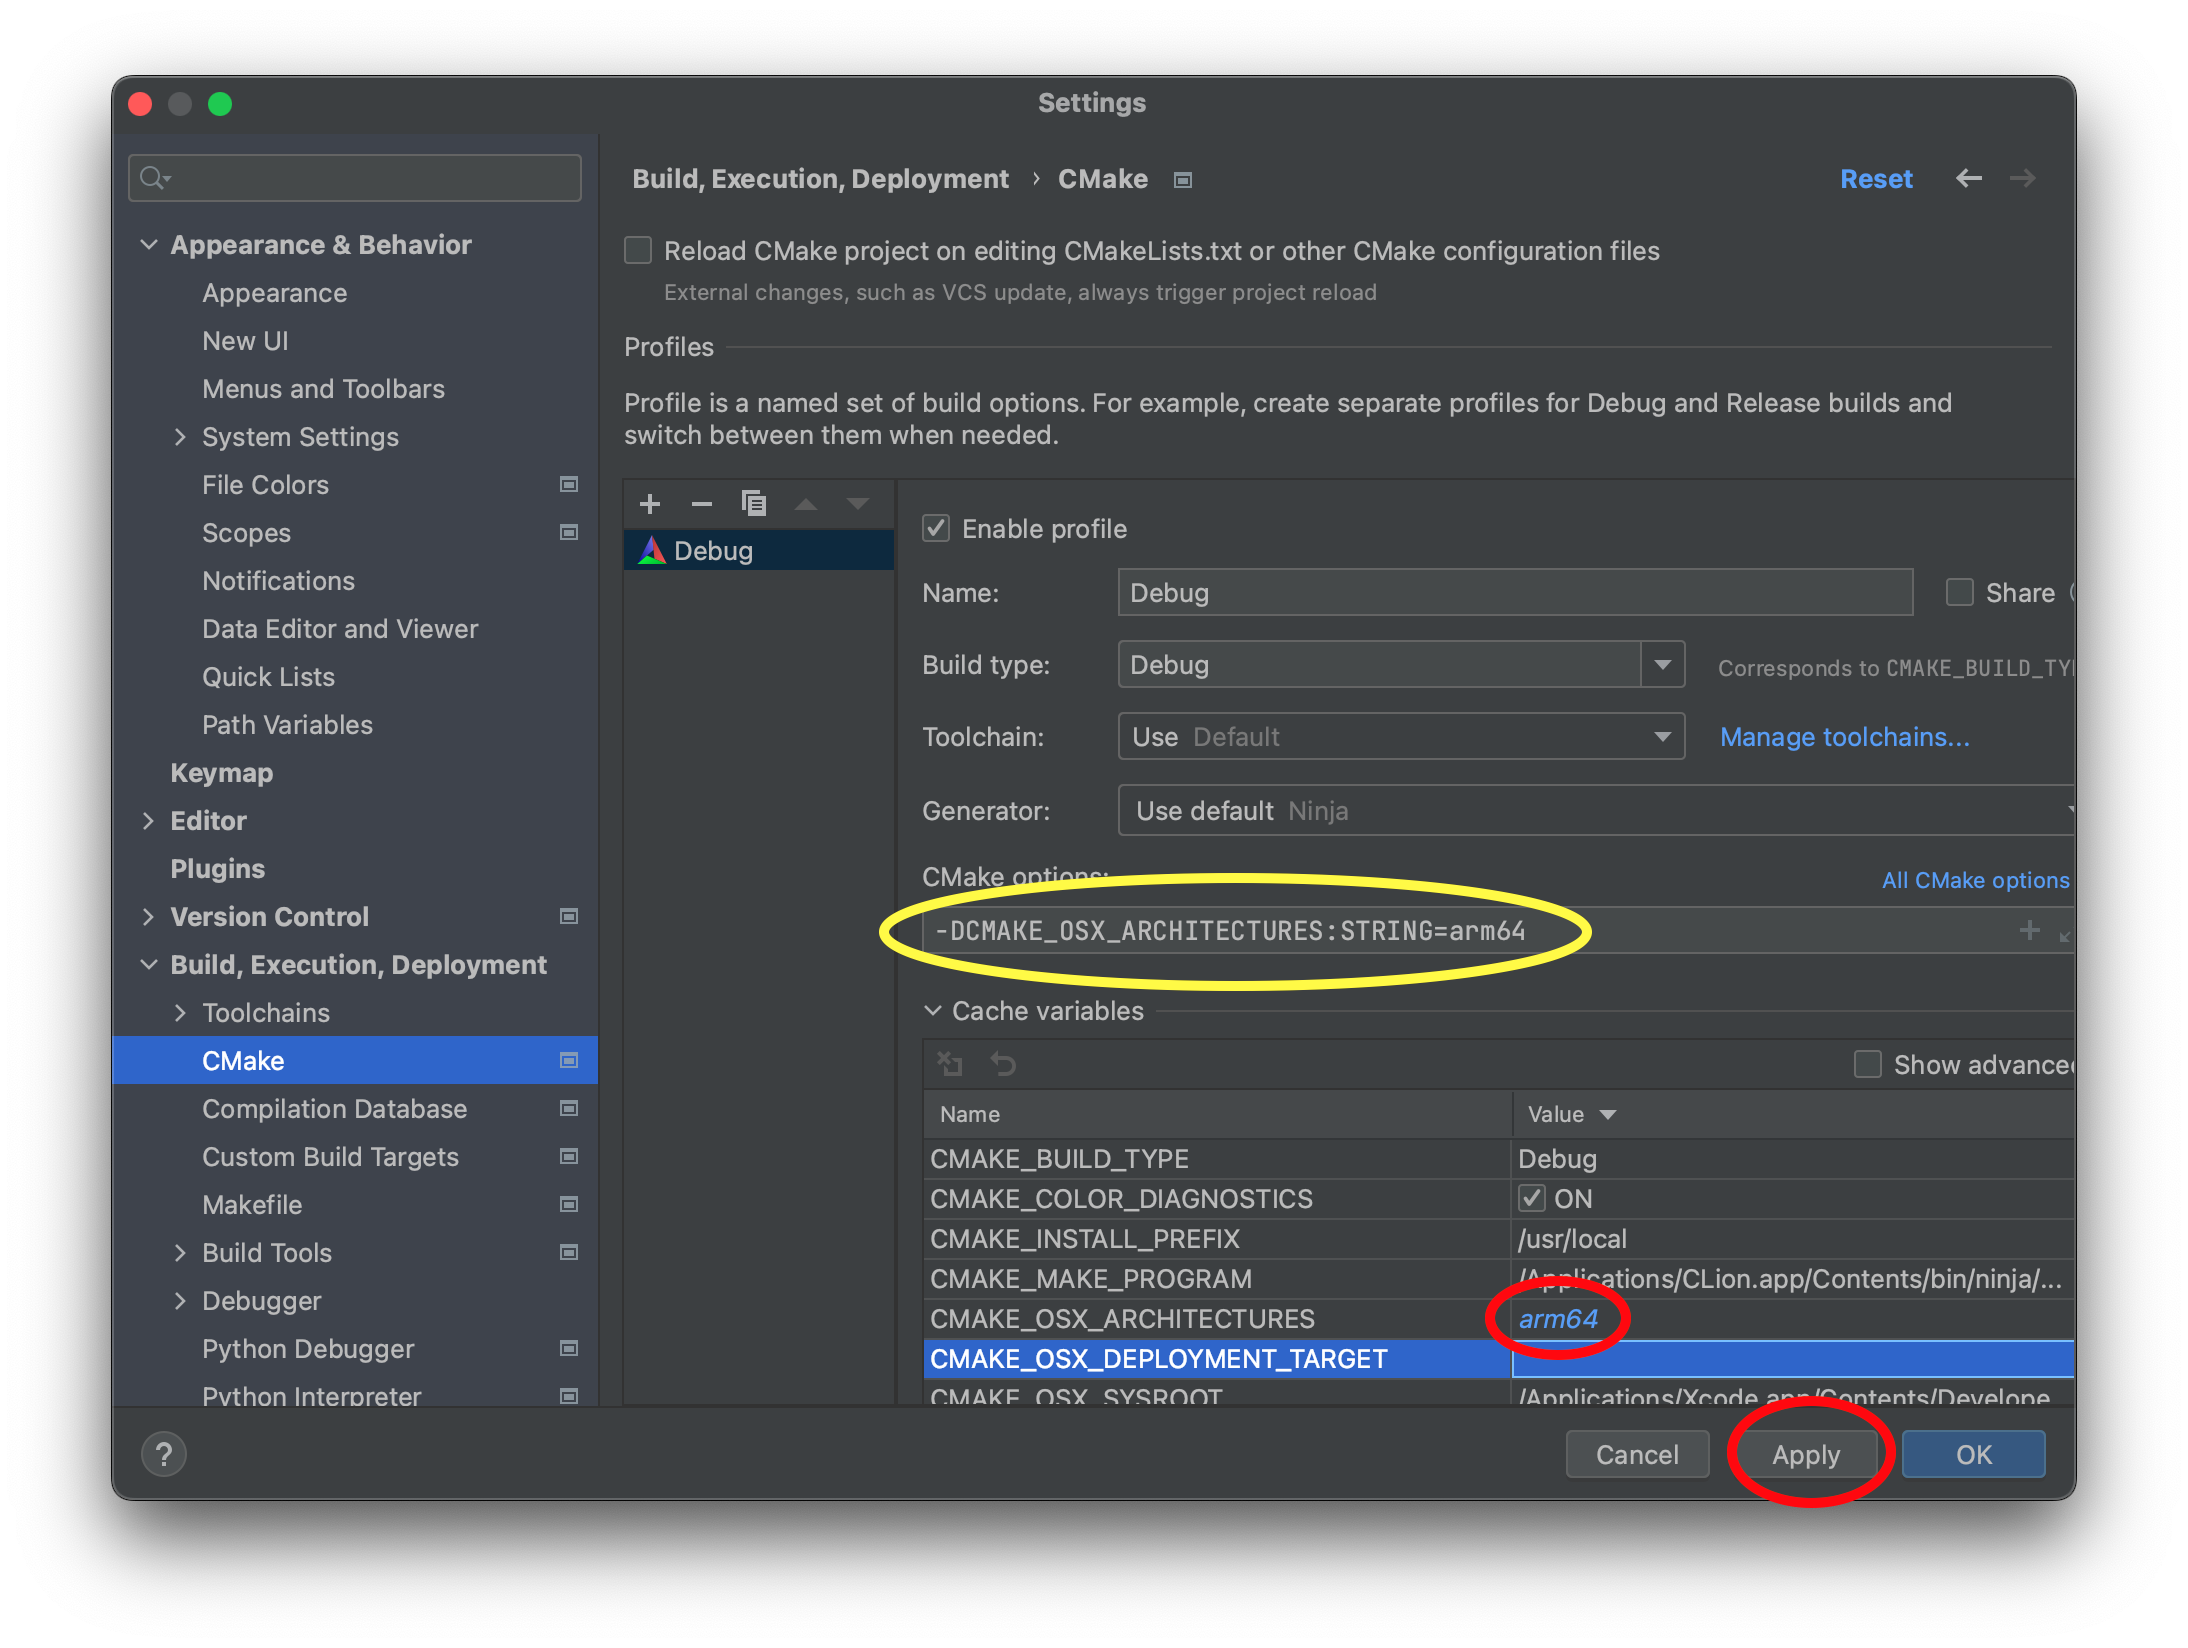 Settings
Appearance & Behavior
Appearance
New UI
Menus and Toolbars
System Settings
File Colors
Scopes
Notifications
Data Editor and Viewer
Quick Lists
Path Variables
Keymap
Editor
Plugins
Version Control
Build, Execution, Deployment
Toolchains
CMake
Compilation Database
Custom Build Targets
Makefile
Build Tools
Debugger
Python Debugger
Python Interpreter
Build, Execution, Deployment › CMake
Reset
Reload CMake project on editing CMakeLists.txt or other CMake configuration files
External changes, such as VCS update, always trigger project reload
Profiles
Profile is a named set of build options. For example, create separate profiles for Debug and Release builds and
switch between them when needed.
Debug
Enable profile
Name: Debug Share
Build type: Debug Corresponds to CMAKE_BUILD_TY
Toolchain: Use Default Manage toolchains...
Generator: Use default Ninja
CMake options: All CMake options
-DCMAKE_OSX_ARCHITECTURES:STRING=arm64
Cache variables
Show advanced
Name Value
CMAKE_BUILD_TYPE Debug
CMAKE_COLOR_DIAGNOSTICS ON
CMAKE_INSTALL_PREFIX /usr/local
CMAKE_MAKE_PROGRAM /Applications/CLion.app/Contents/bin/ninja/...
CMAKE_OSX_ARCHITECTURES arm64
CMAKE_OSX_DEPLOYMENT_TARGET
CMAKE_OSX_SYSROOT /Applications/Xcode.app/Contents/Develope
? Cancel Apply OK